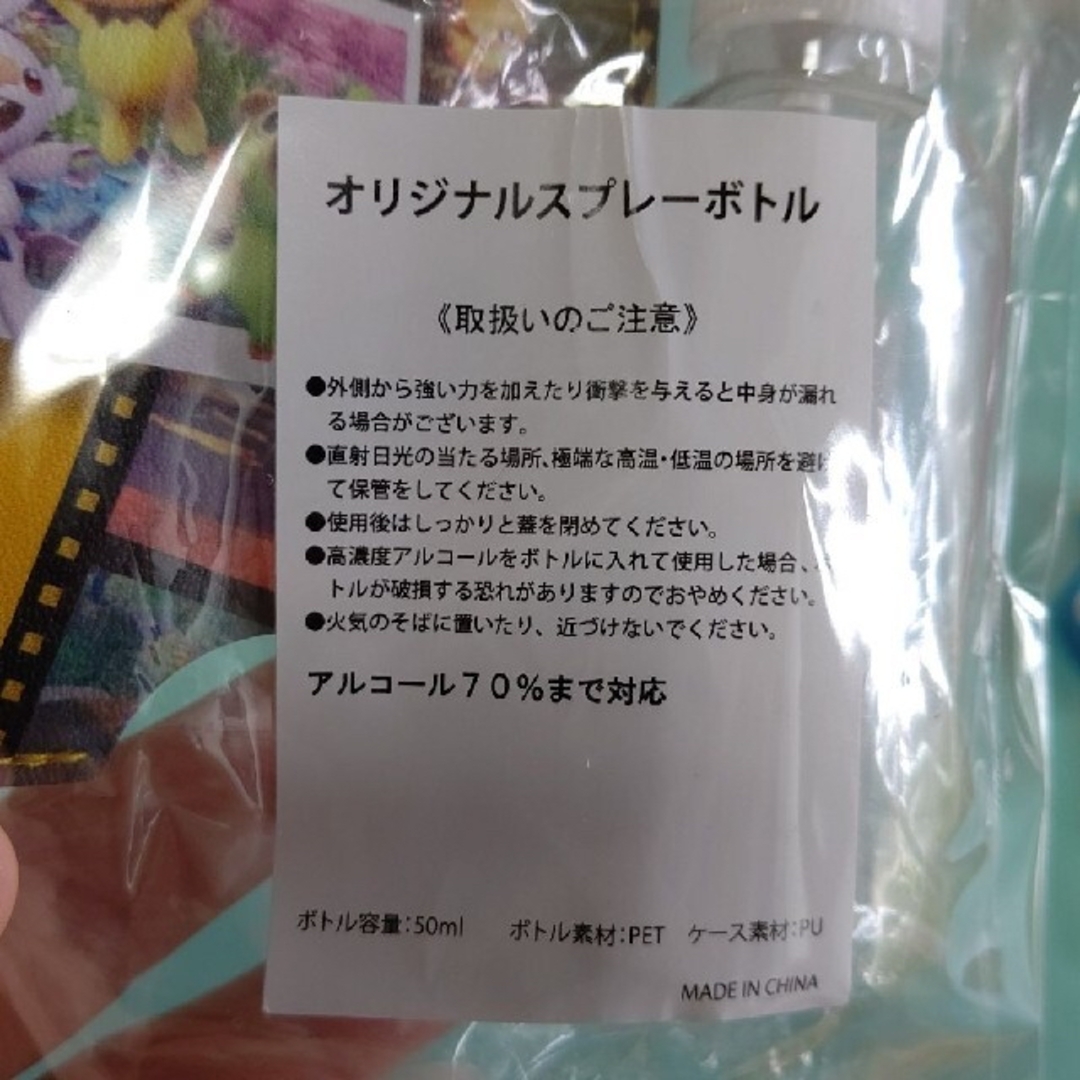 オリジナルスプレーボトル
《取扱いのご注意》
●外側から強い力を加えたり衝撃を与えると中身が漏れ
る場合がございます。
●直射日光の当たる場所、極端な高温・低温の場所を避け
て保管をしてください。
●使用後はしっかりと蓋を閉めてください。
●高濃度アルコールをボトルに入れて使用した場合、ボ
トルが破損する恐れがありますのでおやめください。
●火気のそばに置いたり、近づけないでください。
アルコール70%まで対応
ボトル容量:50ml ボトル素材:PET ケース素材:PU
MADE IN CHINA